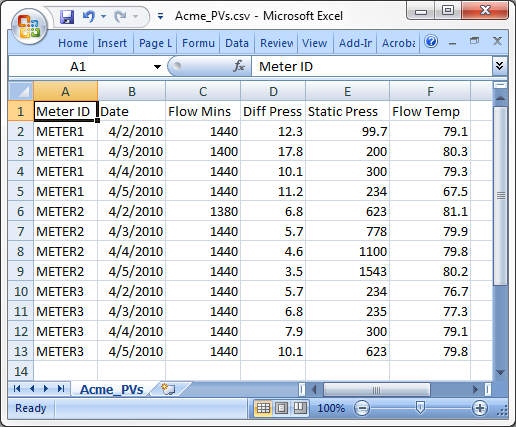 Acme_PVs.csv - Microsoft Excel
Home Insert Page L Formu Data Review View Add-In Acroba
A1 fx Meter ID
A B C D E F
1 Meter ID Date Flow Mins Diff Press Static Press Flow Temp
2 METER1 4/2/2010 1440 12.3 99.7 79.1
3 METER1 4/3/2010 1400 17.8 200 80.3
4 METER1 4/4/2010 1440 10.1 300 79.3
5 METER1 4/5/2010 1440 11.2 234 67.5
6 METER2 4/2/2010 1380 6.8 623 81.1
7 METER2 4/3/2010 1440 5.7 778 79.9
8 METER2 4/4/2010 1440 4.6 1100 79.8
9 METER2 4/5/2010 1440 3.5 1543 80.2
10 METER3 4/2/2010 1440 5.7 234 76.7
11 METER3 4/3/2010 1440 6.8 235 77.3
12 METER3 4/4/2010 1440 7.9 300 79.1
13 METER3 4/5/2010 1440 10.1 623 79.8
14
Acme_PVs
Ready 100%